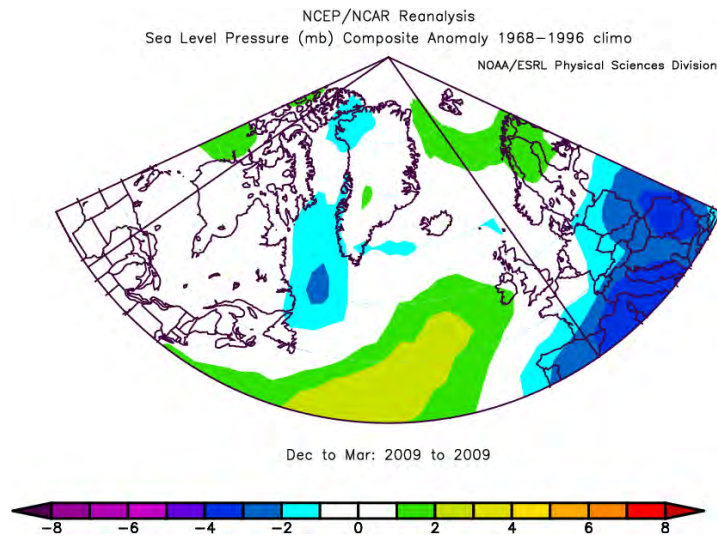 NCEP/NCAR Reanalysis
Sea Level Pressure (mb) Composite Anomaly 1968−1996 climo
NOAA/ESRL Physical Sciences Division
Dec to Mar: 2009 to 2009
−8 −6 −4 −2 0 2 4 6 8